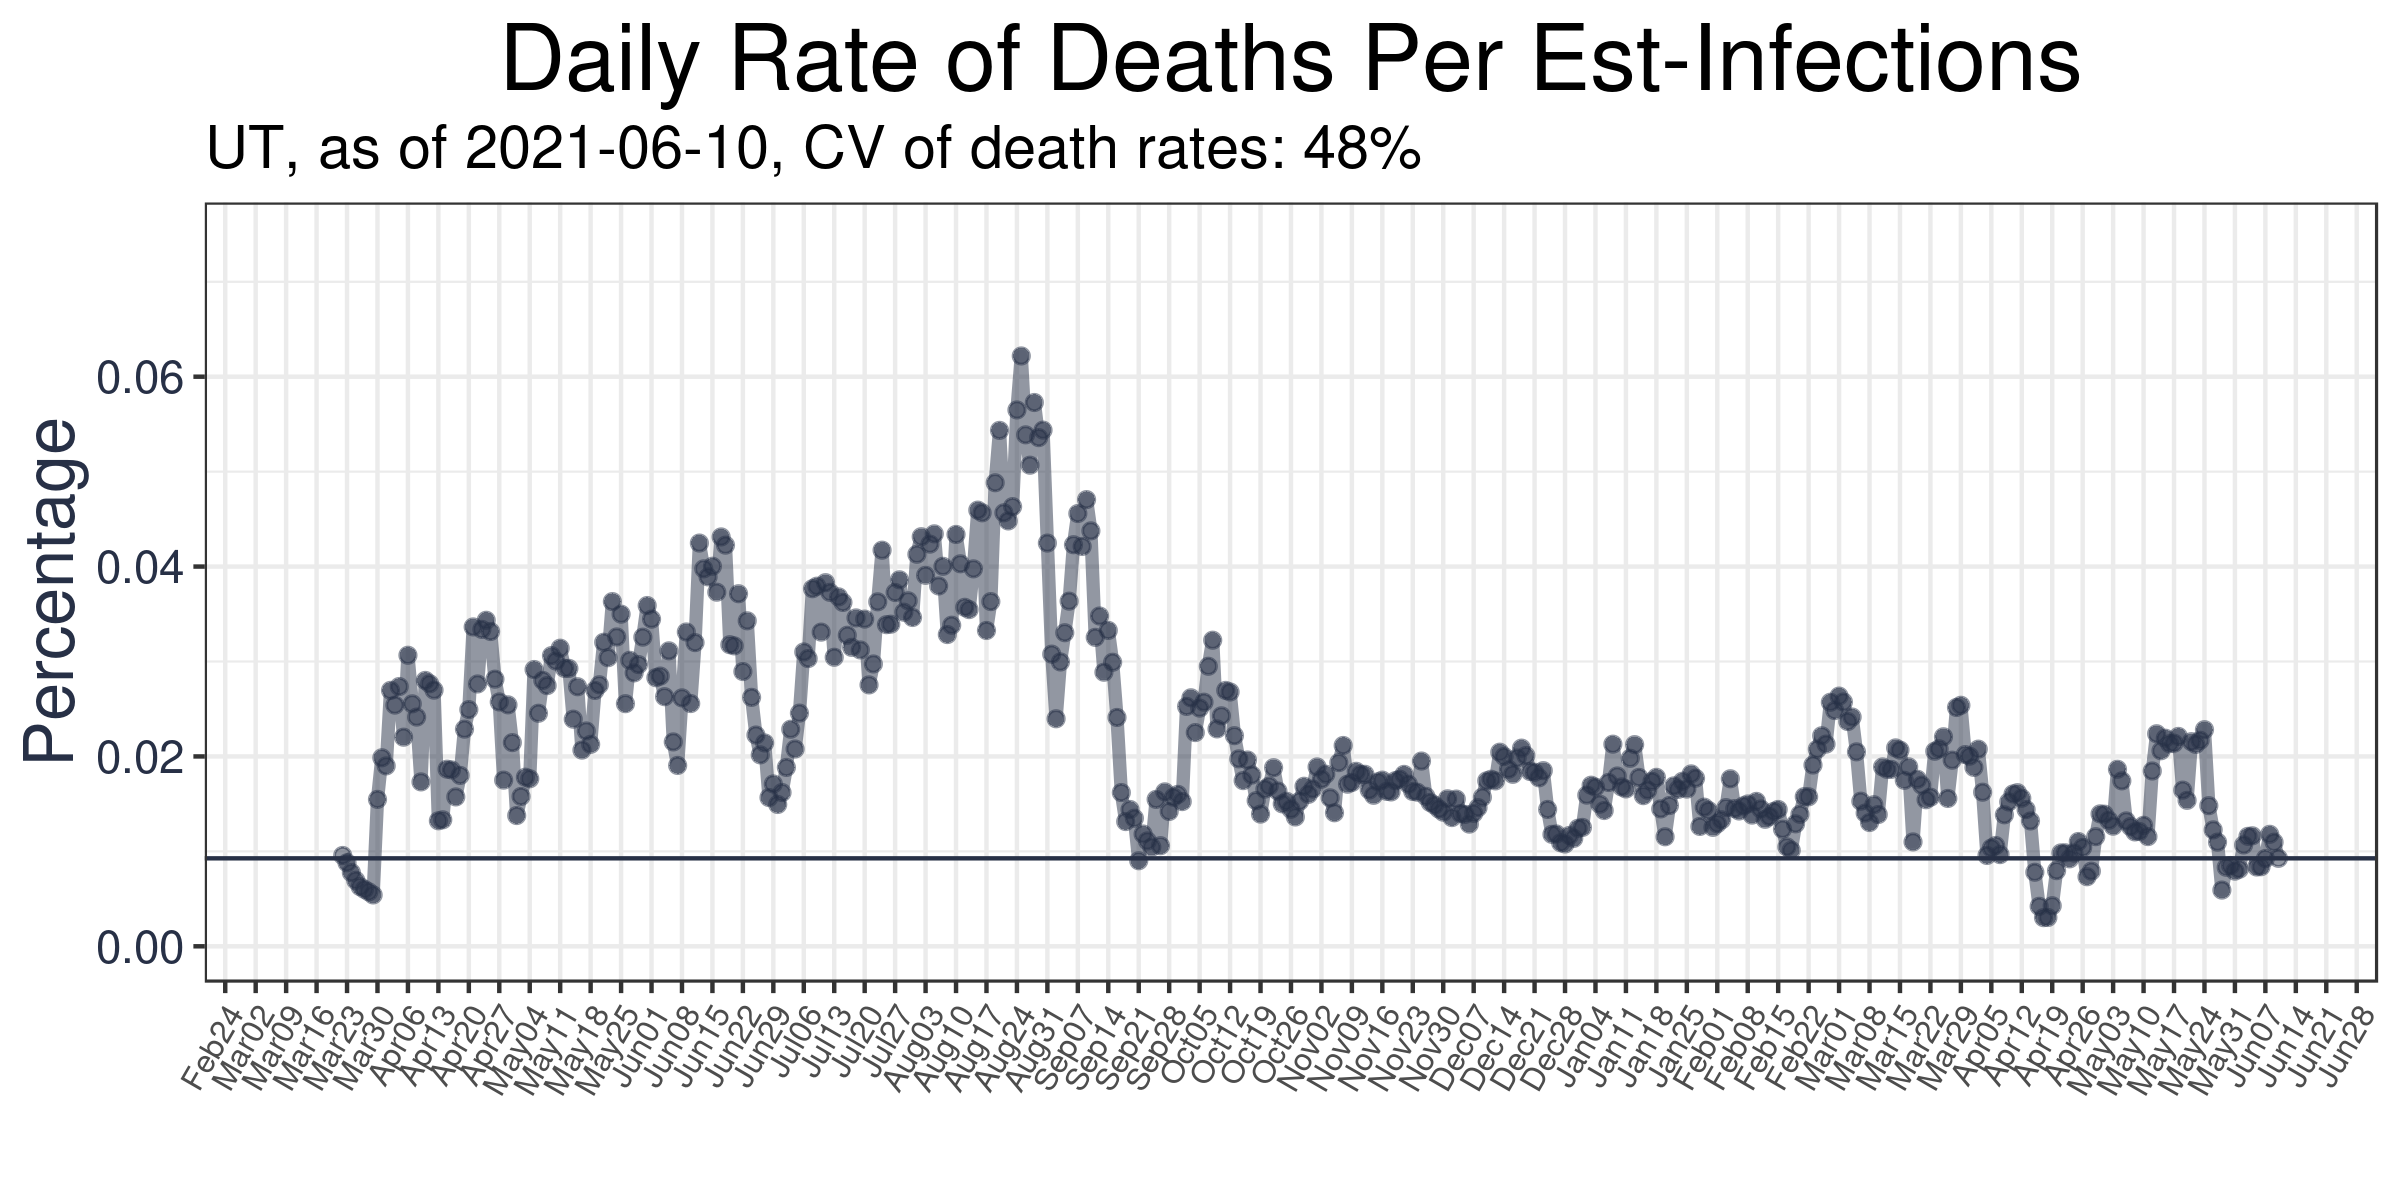 Daily Rate of Deaths Per Est-Infections
UT, as of 2021-06-10, CV of death rates: 48%
Percentage
0.06
0.04
0.02
0.00
Feb24
Mar02
Mar09
Mar16
Mar23
Mar30
Apr06
Apr13
Apr20
Apr27
May04
May11
May18
May25
Jun01
Jun08
Jun15
Jun22
Jun29
Jul06
Jul13
Jul20
Jul27
Aug03
Aug10
Aug17
Aug24
Aug31
Sep07
Sep14
Sep21
Sep28
Oct05
Oct12
Oct19
Oct26
Nov02
Nov09
Nov16
Nov23
Nov30
Dec07
Dec14
Dec21
Dec28
Jan04
Jan11
Jan18
Jan25
Feb01
Feb08
Feb15
Feb22
Mar01
Mar08
Mar15
Mar22
Mar29
Apr05
Apr12
Apr19
Apr26
May03
May10
May17
May24
May31
Jun07
Jun14
Jun21
Jun28